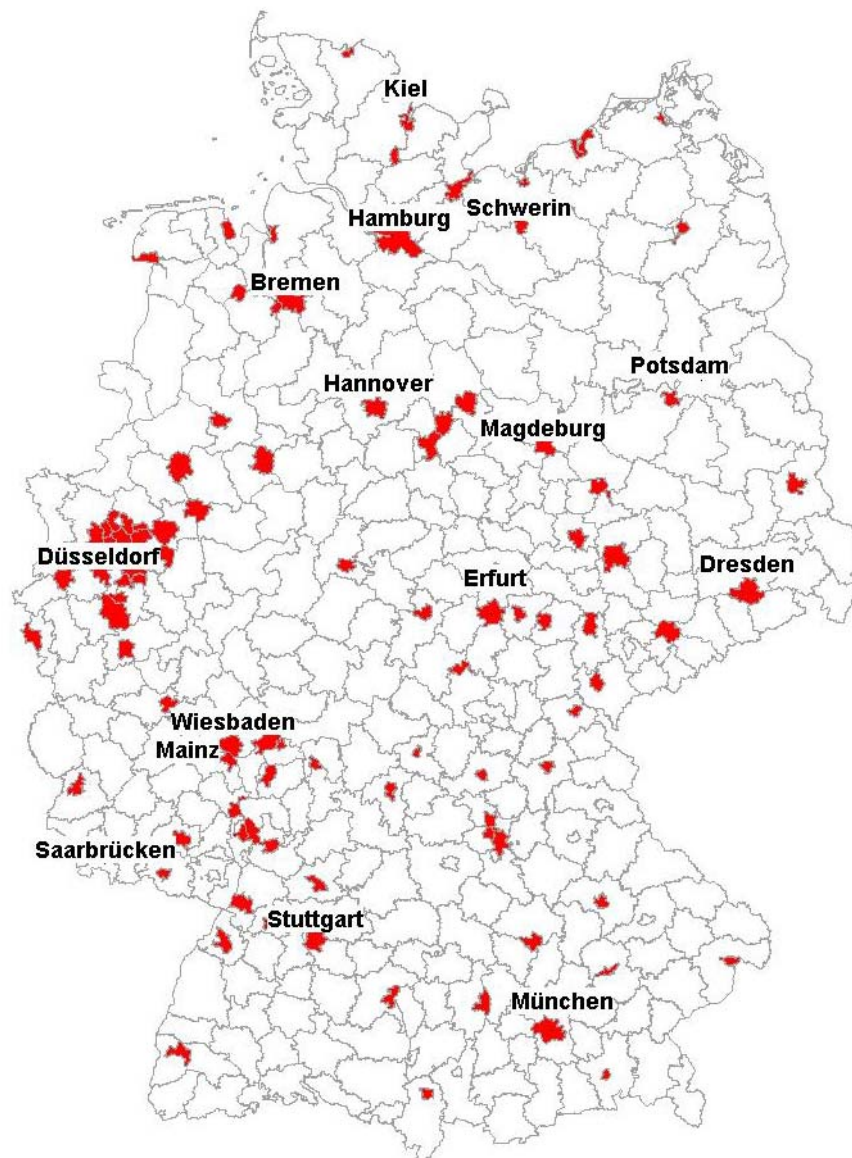 Kiel
Schwerin
Hamburg
Bremen
Potsdam
Hannover
Magdeburg
Düsseldorf
Dresden
Erfurt
Wiesbaden
Mainz
Saarbrücken
Stuttgart
München